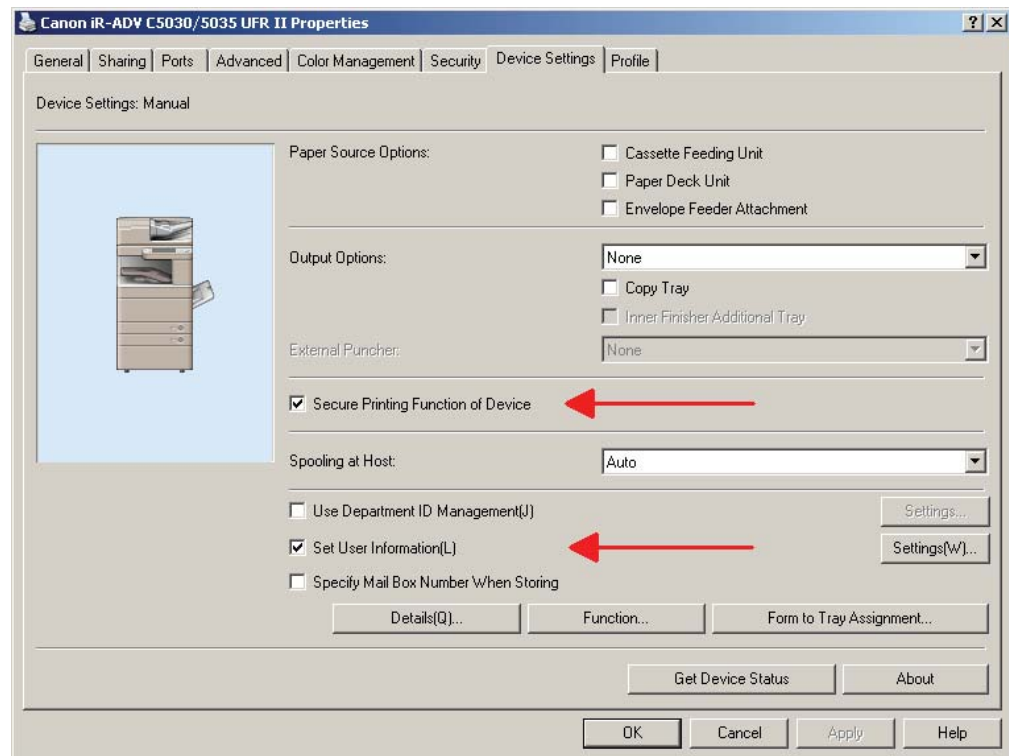 Canon iR-ADV C5030/5035 UFR II Properties
General Sharing Ports Advanced Color Management Security Device Settings Profile
Device Settings: Manual
Paper Source Options:
Cassette Feeding Unit
Paper Deck Unit
Envelope Feeder Attachment
Output Options:
None
Copy Tray
Inner Finisher Additional Tray
External Puncher:
None
Secure Printing Function of Device
Spooling at Host:
Auto
Use Department ID Management(J)
Settings...
Set User Information(L)
Settings(W)...
Specify Mail Box Number When Storing
Details(Q)... Function... Form to Tray Assignment...
Get Device Status About
OK Cancel Apply Help